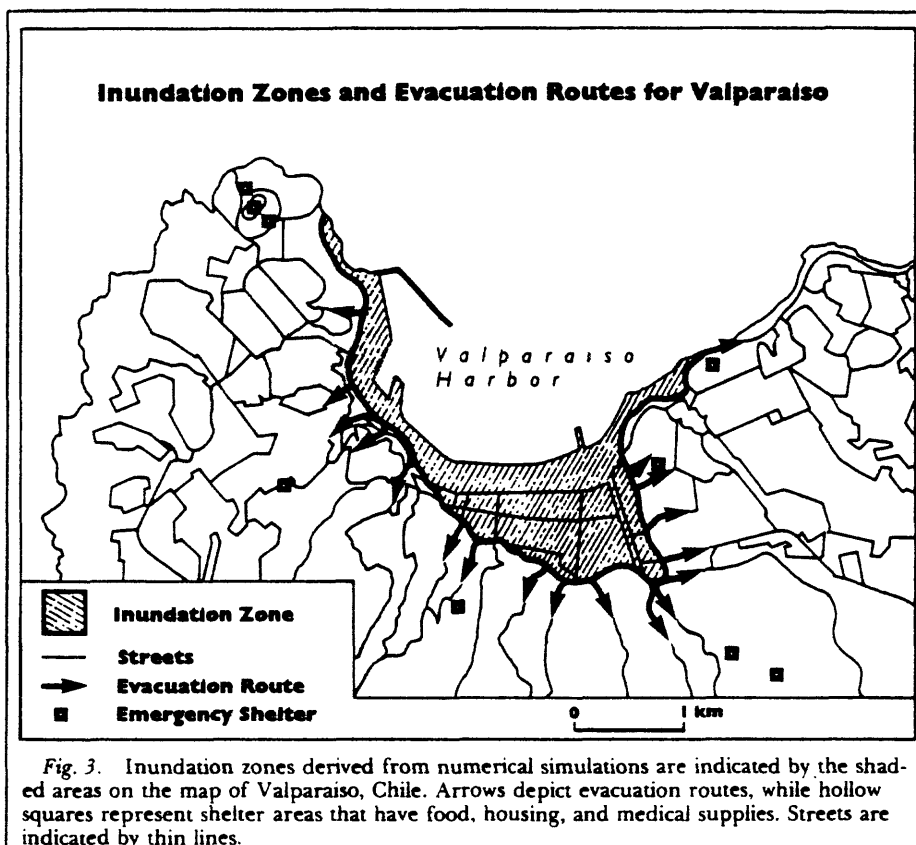 Inundation Zones and Evacuation Routes for Valparaiso
Valparaiso
Harbor
Inundation Zone
Streets
Evacuation Route
Emergency Shelter
0 1 km
Fig. 3. Inundation zones derived from numerical simulations are indicated by the shad-
ed areas on the map of Valparaiso, Chile. Arrows depict evacuation routes, while hollow
squares represent shelter areas that have food, housing, and medical supplies. Streets are
indicated by thin lines.